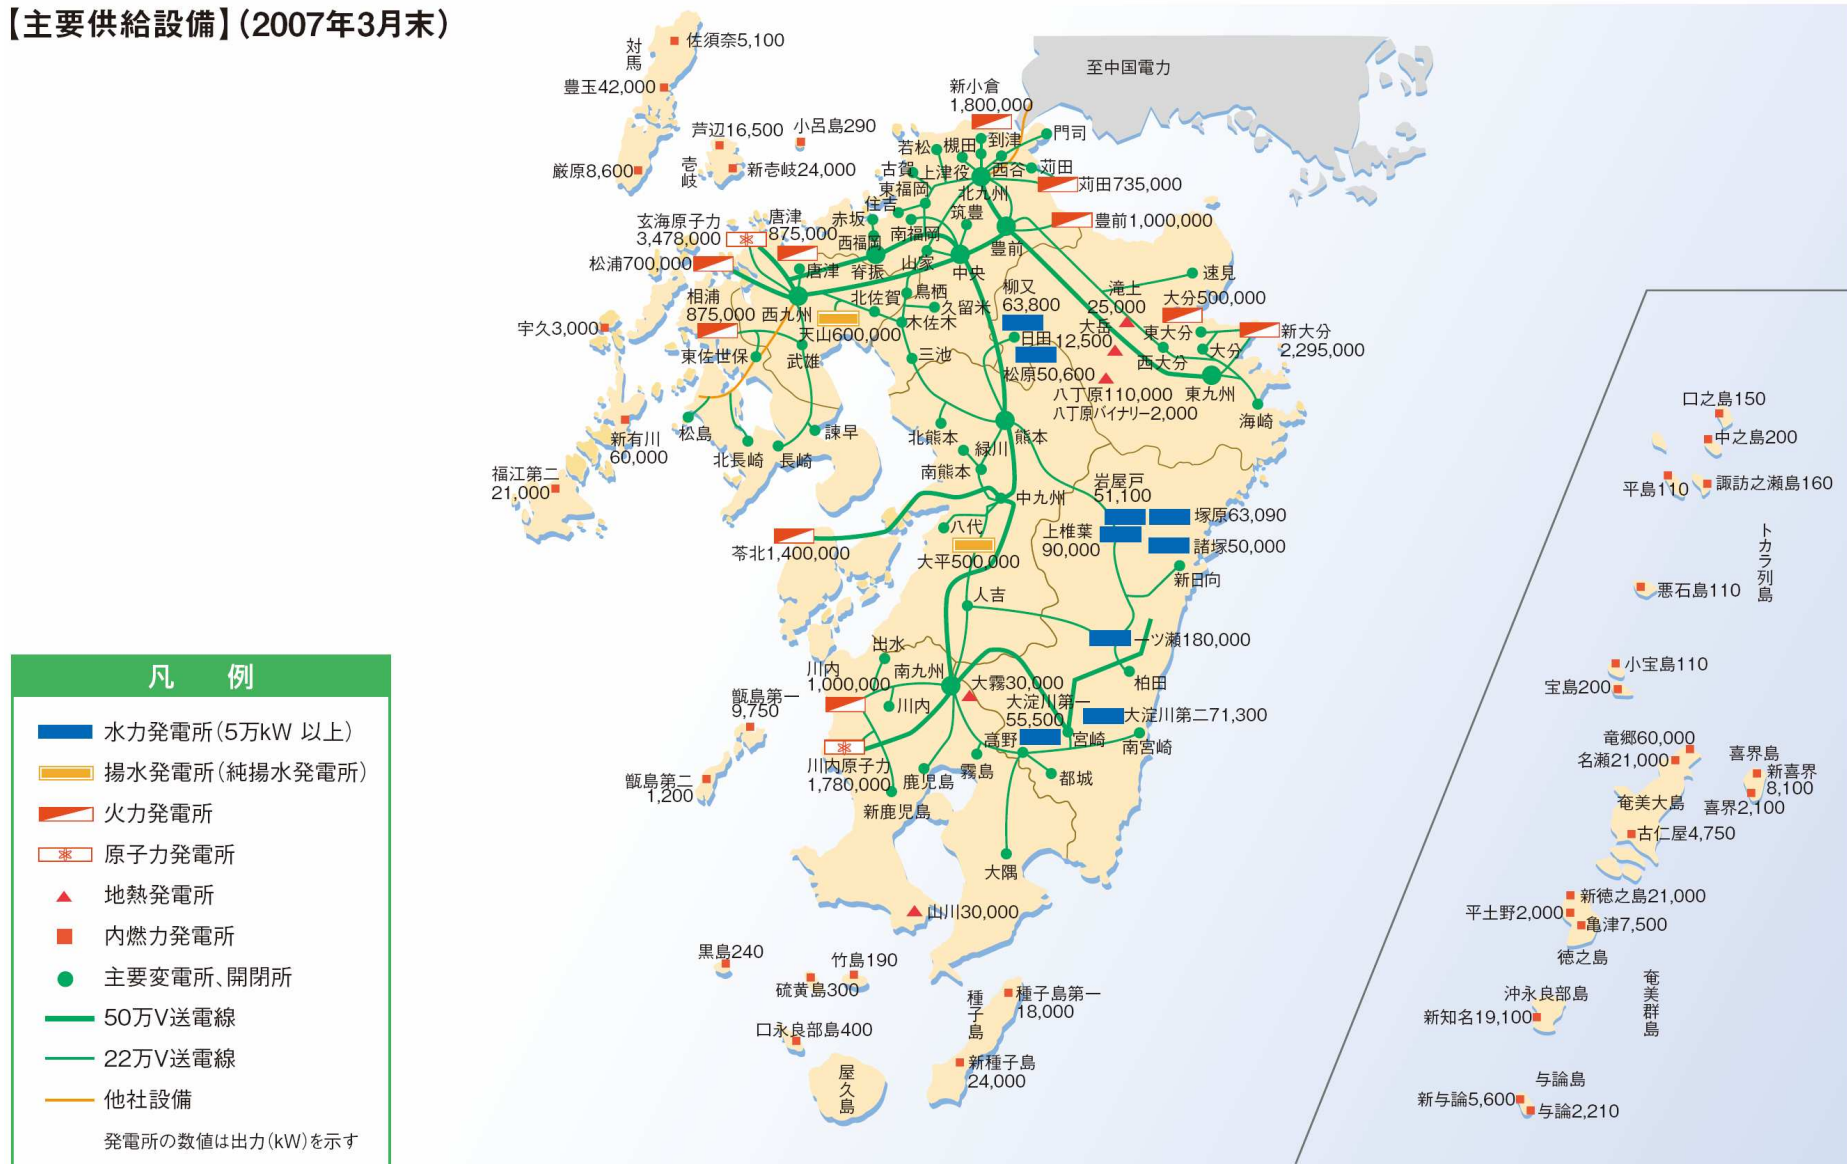 【主要供給設備】(2007年3月末)
対馬
佐須奈5,100
豊玉42,000
厳原8,600
芦辺16,500
壱岐
新壱岐24,000
小呂島290
至中国電力
新小倉
1,800,000
門司
到津
若松
槻田
古賀
上津役
西谷
苅田
苅田735,000
東福岡
北九州
住吉
筑豊
豊前1,000,000
赤坂
南福岡
西福岡
豊前
玄海原子力
3,478,000
唐津
875,000
松浦700,000
唐津
脊振
山家
中央
速見
相浦
875,000
西九州
北佐賀
鳥栖
久留米
柳又
63,800
滝上
25,000
大分500,000
宇久3,000
天山600,000
木佐木
日田
大岳
12,500
東大分
新大分
2,295,000
東佐世保
武雄
三池
松原50,600
西大分
大分
八丁原110,000
八丁原バイナリー2,000
東九州
海崎
新有川
60,000
松島
北長崎
長崎
諫早
北熊本
熊本
緑川
南熊本
福江第二
21,000
中九州
岩屋戸
51,100
塚原63,090
八代
上椎葉
90,000
諸塚50,000
苓北1,400,000
大平500,000
新日向
人吉
一ツ瀬180,000
出水
南九州
柏田
川内
1,000,000
大霧30,000
川内
大淀川第一
55,500
大淀川第二71,300
甑島第一
9,750
高野
宮崎
南宮崎
川内原子力
1,780,000
鹿児島
霧島
都城
甑島第二
1,200
新鹿児島
大隅
山川30,000
黒島240
竹島190
硫黄島300
種子島
種子島第一
18,000
口永良部島400
新種子島
24,000
屋久島
口之島150
中之島200
平島110
諏訪之瀬島160
トカラ列島
悪石島110
小宝島110
宝島200
竜郷60,000
名瀬21,000
喜界島
新喜界
8,100
喜界2,100
奄美大島
古仁屋4,750
新徳之島21,000
平土野2,000
亀津7,500
徳之島
奄美群島
沖永良部島
新知名19,100
与論島
新与論5,600
与論2,210
凡 例
水力発電所(5万kW 以上)
揚水発電所(純揚水発電所)
火力発電所
原子力発電所
地熱発電所
内燃力発電所
主要変電所、開閉所
50万V送電線
22万V送電線
他社設備
発電所の数値は出力(kW)を示す